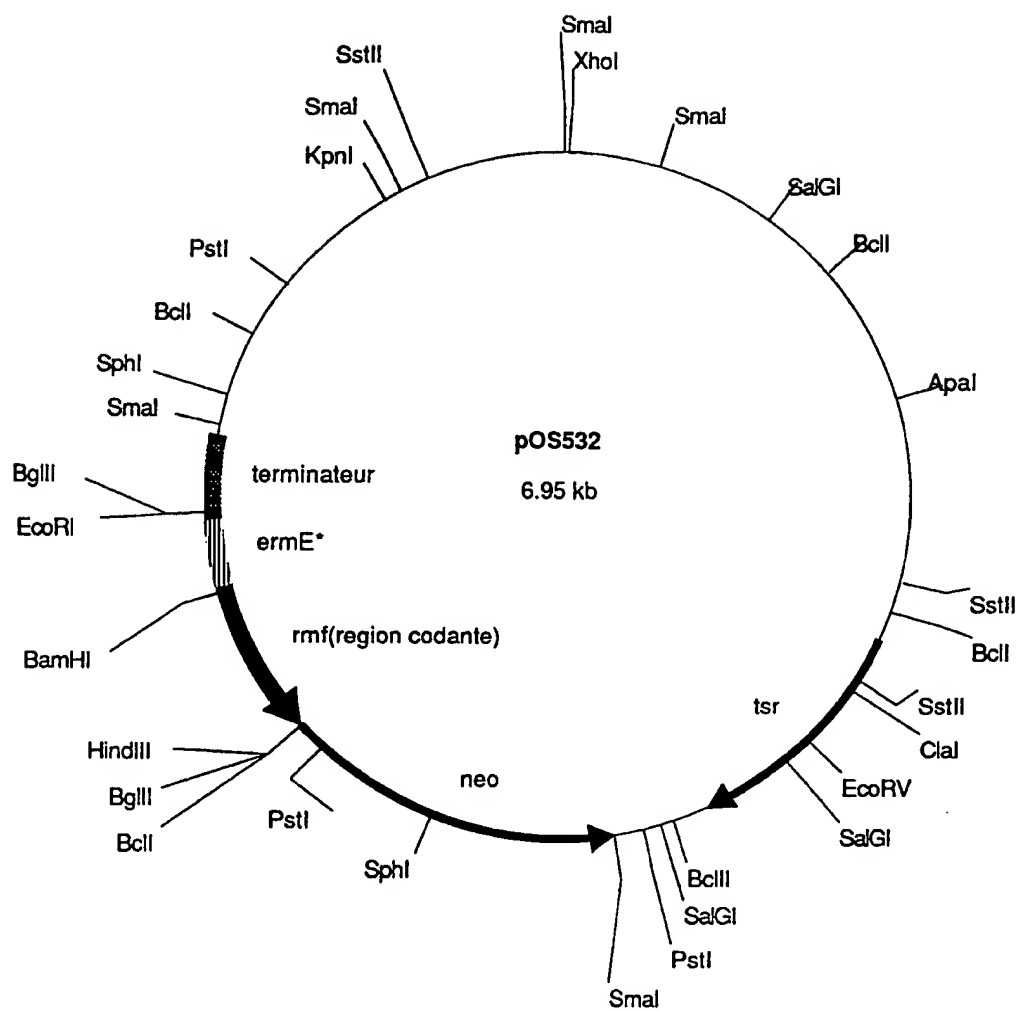 SmaI
XhoI
SstII
SmaI
KpnI
SmaI
SalGI
BclI
PstI
BclI
SphI
SmaI
ApaI
pOS532
6.95 kb
terminateur
BglII
EcoRI
ermE*
rmf(region codante)
BamHI
SstII
BclI
tsr
SstII
ClaI
HindIII
BglII
BclI
neo
EcoRV
PstI
SalGI
SphI
BclII
SalGI
PstI
SmaI